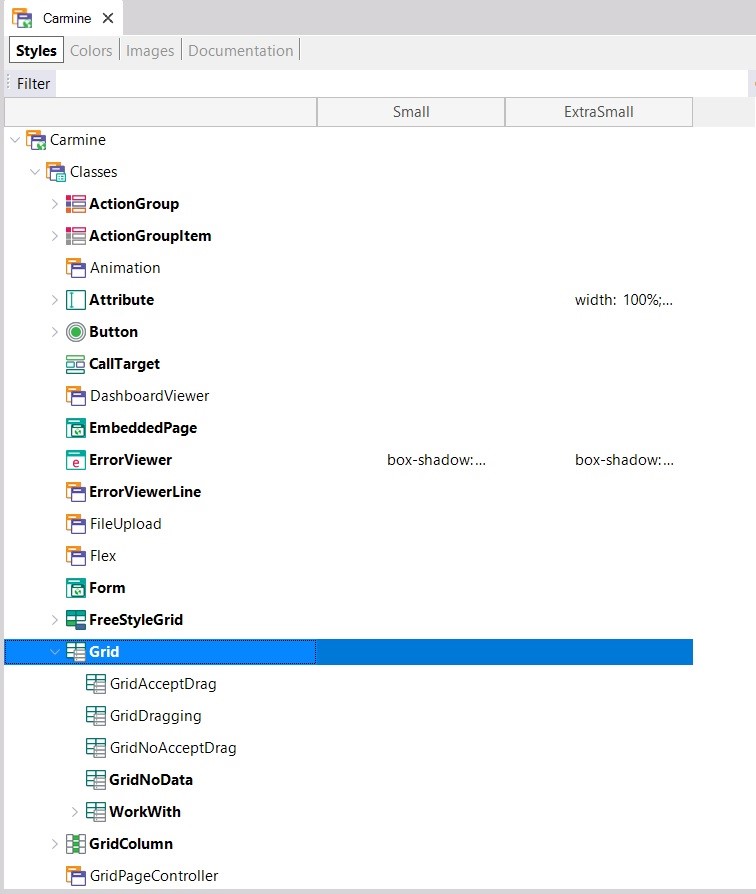 Carmine
Styles Colors Images Documentation
Filter
Small ExtraSmall
Carmine
Classes
ActionGroup
ActionGroupItem
Animation
Attribute width: 100%;...
Button
CallTarget
DashboardViewer
EmbeddedPage
ErrorViewer box-shadow:... box-shadow:...
ErrorViewerLine
FileUpload
Flex
Form
FreeStyleGrid
Grid
GridAcceptDrag
GridDragging
GridNoAcceptDrag
GridNoData
WorkWith
GridColumn
GridPageController